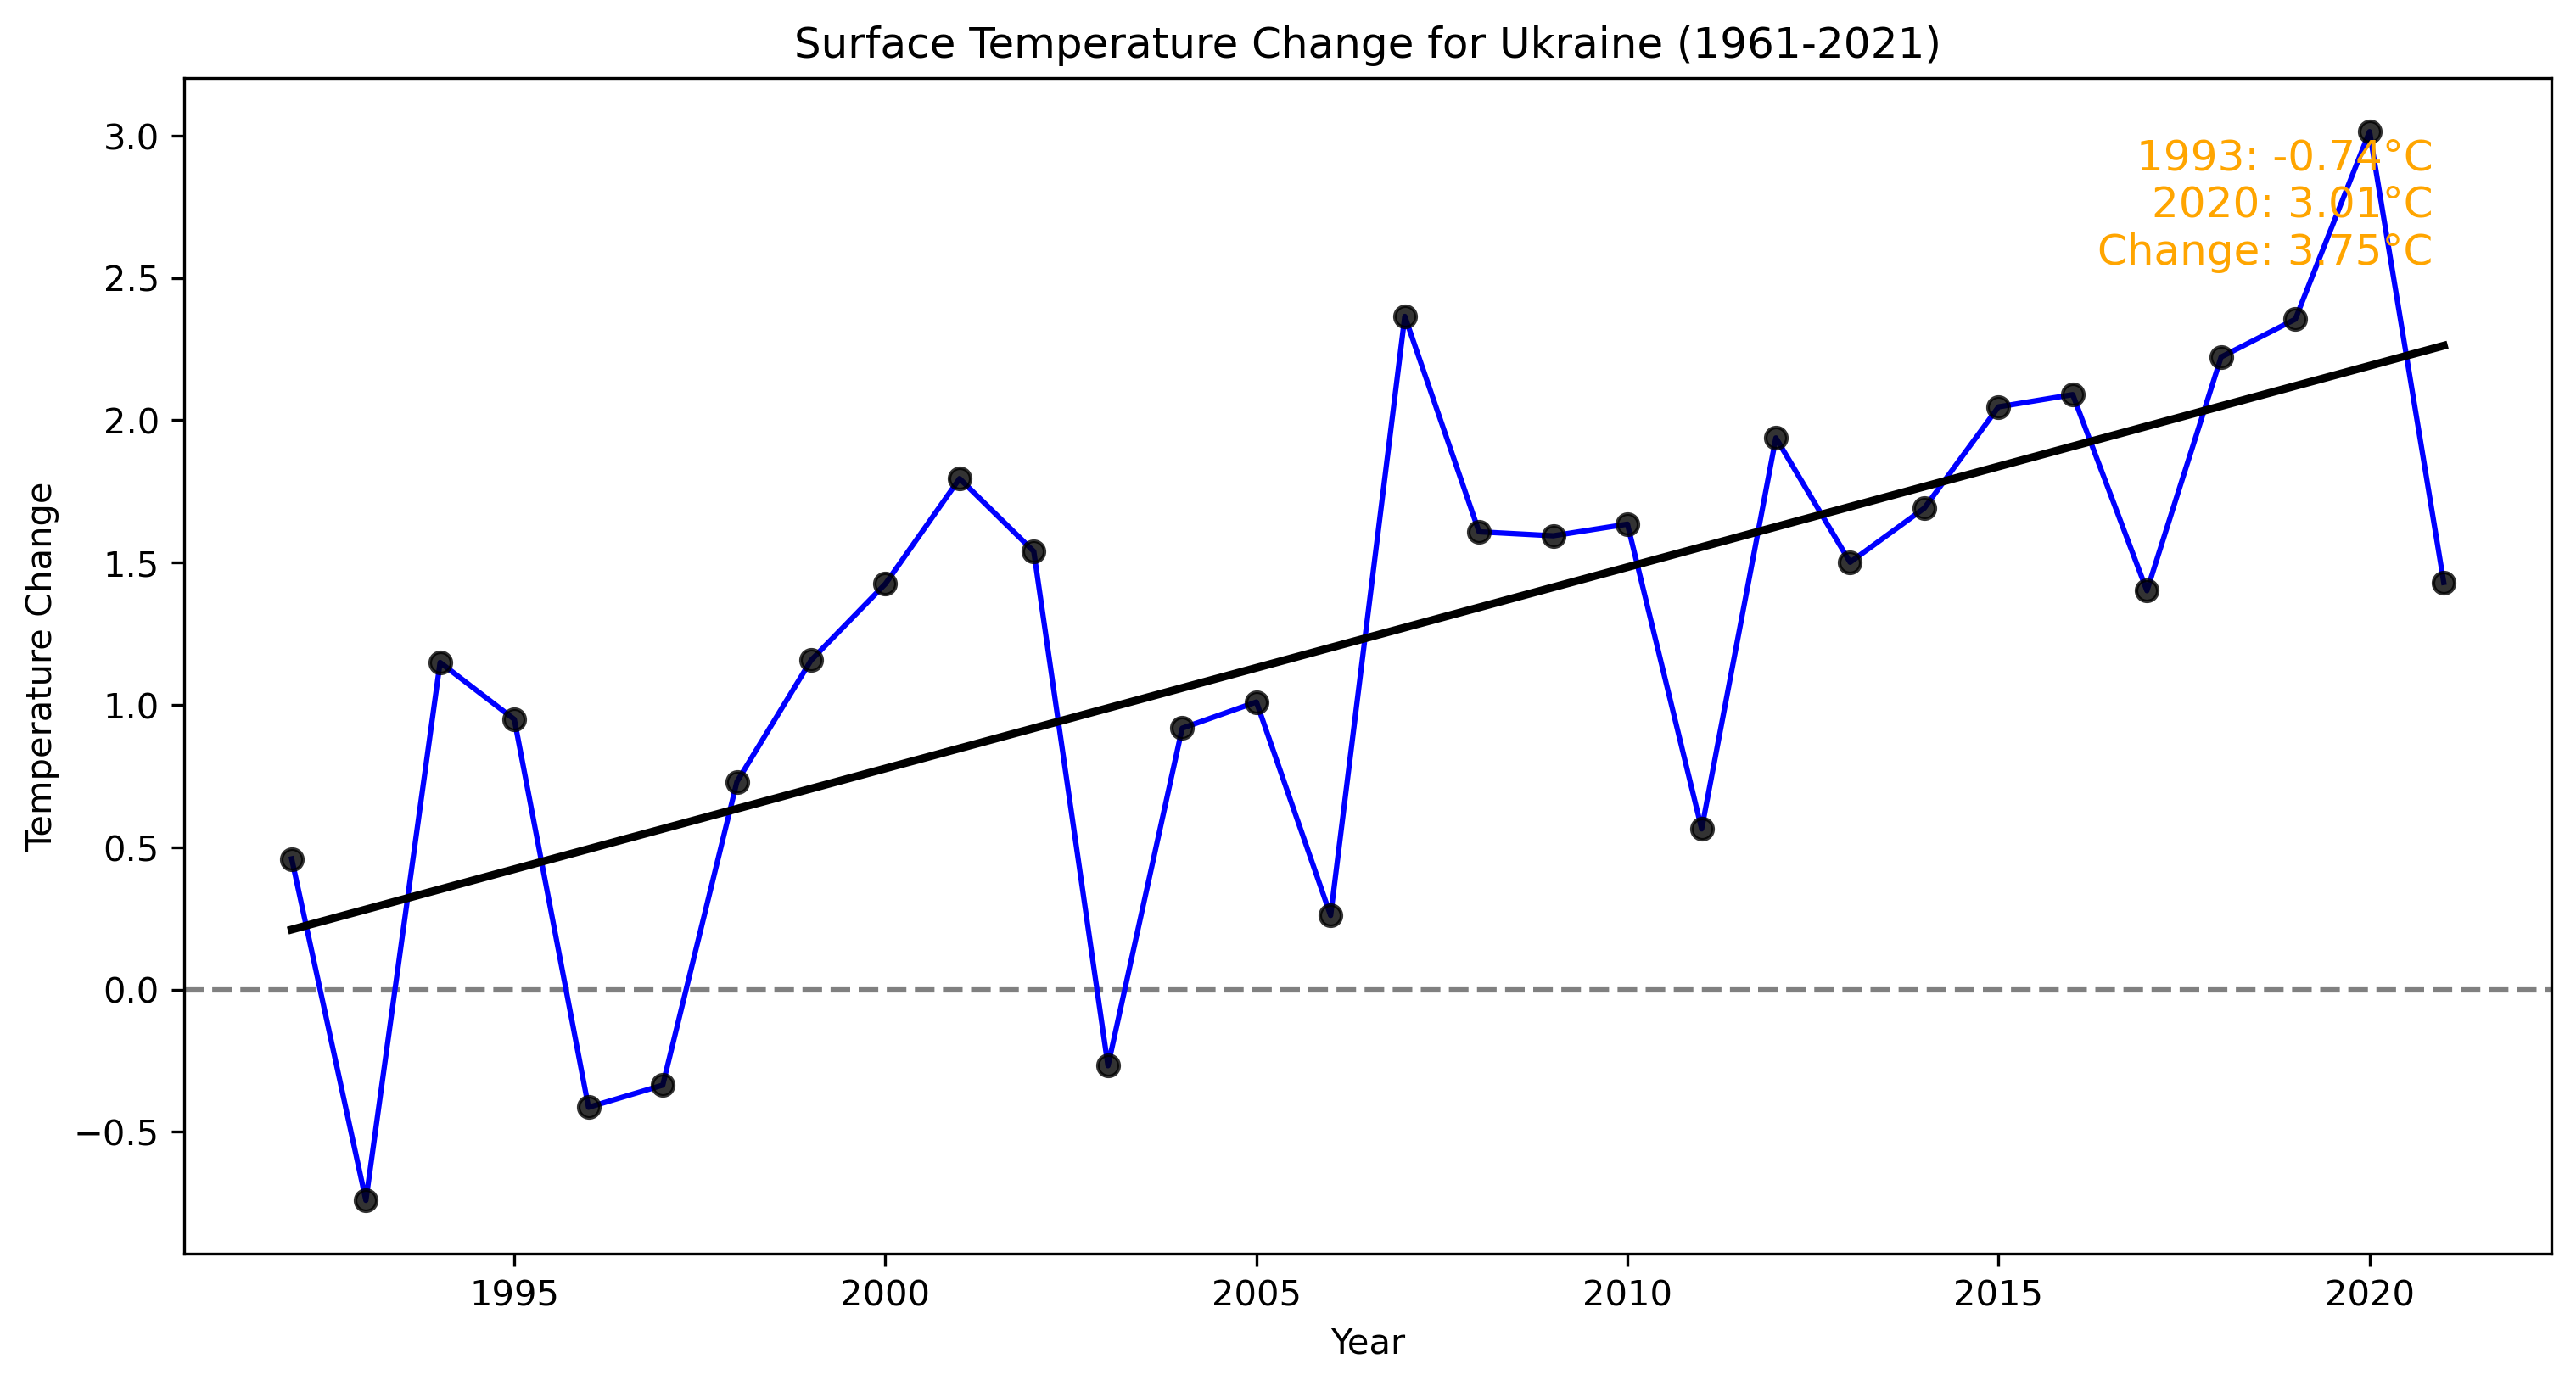 Surface Temperature Change for Ukraine (1961-2021)
3.0
2.5
2.0
1.5
1.0
0.5
0.0
−0.5
Temperature Change
1993: -0.74°C
2020: 3.01°C
Change: 3.75°C
1995
2000
2005
2010
2015
2020
Year